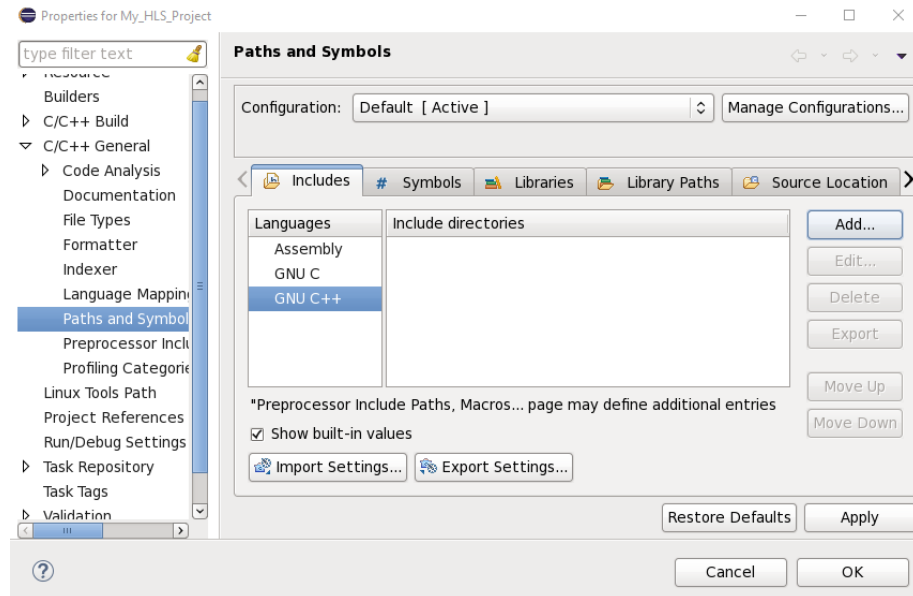 Properties for My_HLS_Project
type filter text
Resource
Builders
C/C++ Build
C/C++ General
Code Analysis
Documentation
File Types
Formatter
Indexer
Language Mappin
Paths and Symbol
Preprocessor Inclu
Profiling Categorie
Linux Tools Path
Project References
Run/Debug Settings
Task Repository
Task Tags
Validation
Paths and Symbols
Configuration: Default [ Active ] Manage Configurations...
Includes # Symbols Libraries Library Paths Source Location
Languages Include directories
Assembly
GNU C
GNU C++
Add...
Edit...
Delete
Export
Move Up
Move Down
"Preprocessor Include Paths, Macros... page may define additional entries
Show built-in values
Import Settings... Export Settings...
Restore Defaults Apply
? Cancel OK